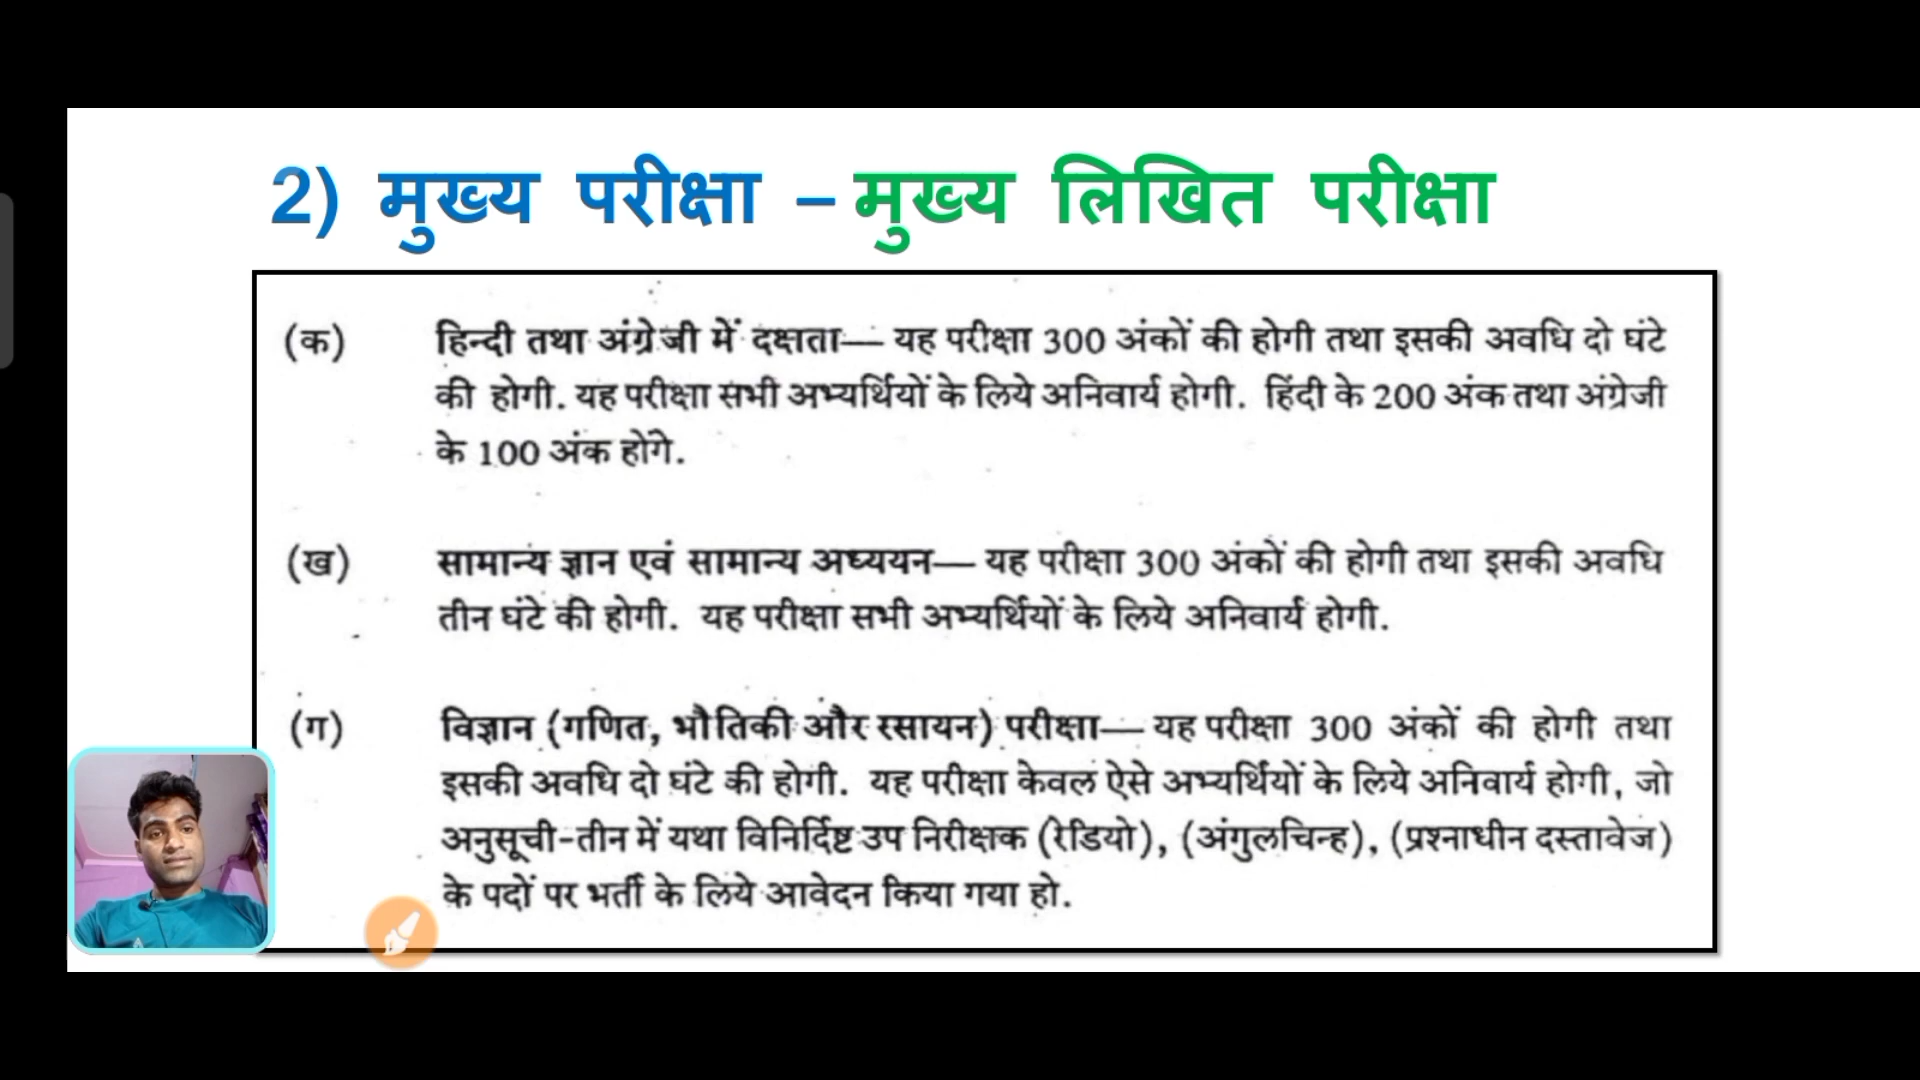 2) मुख्य परीक्षा – मुख्य लिखित परीक्षा
(क) हिन्दी तथा अंग्रेजी में दक्षता— यह परीक्षा 300 अंकों की होगी तथा इसकी अवधि दो घंटे
की होगी. यह परीक्षा सभी अभ्यर्थियों के लिये अनिवार्य होगी. हिंदी के 200 अंक तथा अंग्रेजी
के 100 अंक होंगे.
(ख) सामान्य ज्ञान एवं सामान्य अध्ययन— यह परीक्षा 300 अंकों की होगी तथा इसकी अवधि
तीन घंटे की होगी. यह परीक्षा सभी अभ्यर्थियों के लिये अनिवार्य होगी.
(ग) विज्ञान (गणित, भौतिकी और रसायन) परीक्षा— यह परीक्षा 300 अंकों की होगी तथा
इसकी अवधि दो घंटे की होगी. यह परीक्षा केवल ऐसे अभ्यर्थियों के लिये अनिवार्य होगी, जो
अनुसूची-तीन में यथा विनिर्दिष्ट उप निरीक्षक (रेडियो), (अंगुलचिन्ह), (प्रश्नाधीन दस्तावेज)
के पदों पर भर्ती के लिये आवेदन किया गया हो.